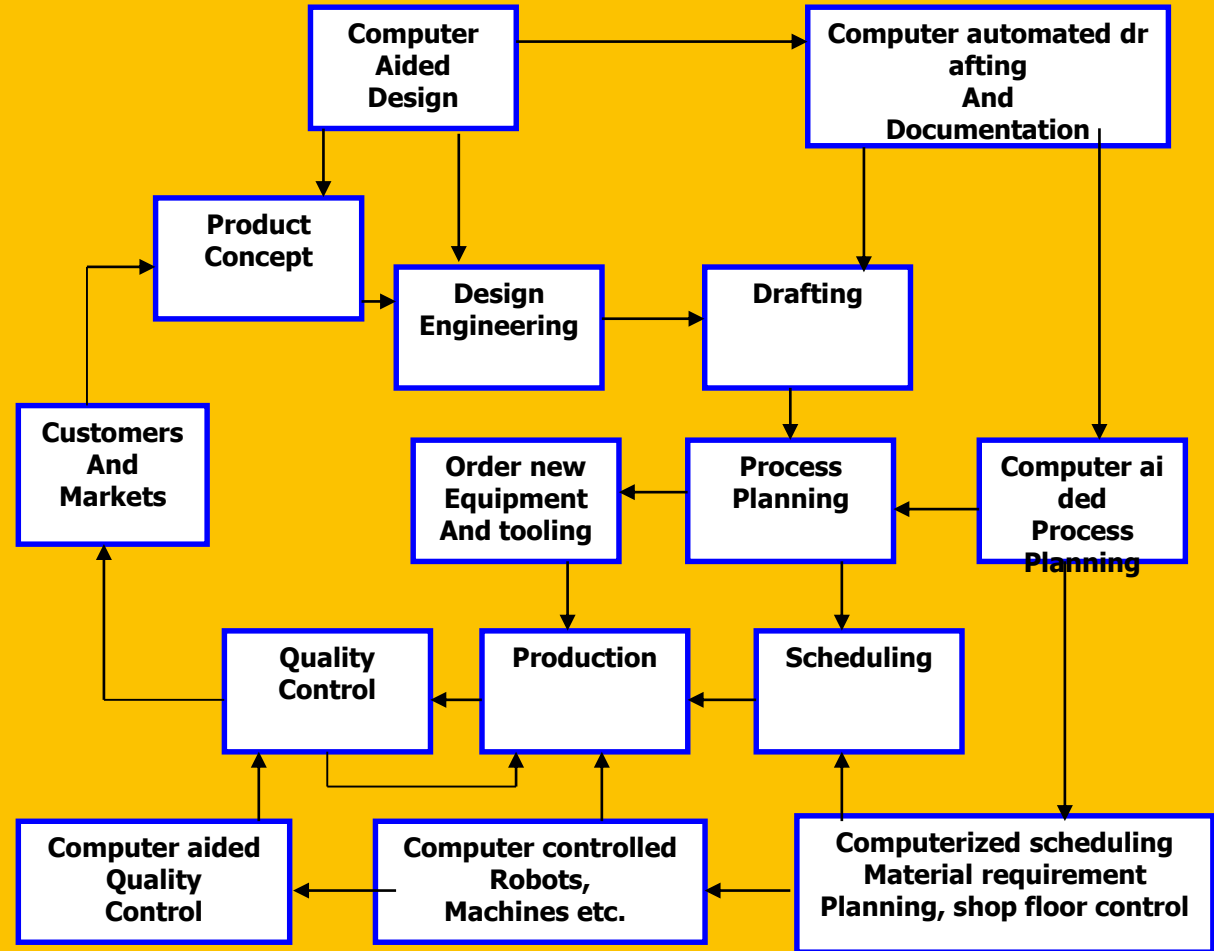 Computer
Aided
Design
Computer automated dr
afting
And
Documentation
Product
Concept
Design
Engineering
Drafting
Customers
And
Markets
Order new
Equipment
And tooling
Process
Planning
Computer ai
ded
Process
Planning
Quality
Control
Production
Scheduling
Computer aided
Quality
Control
Computer controlled
Robots,
Machines etc.
Computerized scheduling
Material requirement
Planning, shop floor control